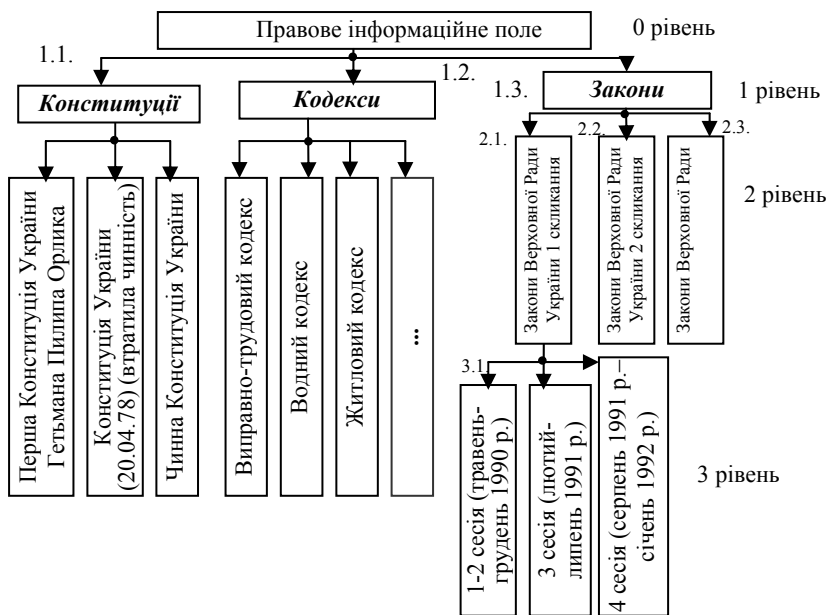 Правове інформаційне поле
0 рівень
1.1.
1.2.
1.3.
Конституції
Кодекси
Закони
1 рівень
2.1.
2.2.
2.3.
Перша Конституція України
Гетьмана Пилипа Орлика
Конституція України
(20.04.78) (втратила чинність)
Чинна Конституція України
Виправно-трудовий кодекс
Водний кодекс
Житловий кодекс
...
Закони Верховної Ради
України 1 скликання
Закони Верховної Ради
України 2 скликання
Закони Верховної Ради
2 рівень
3.1.
1-2 сесія (травень-
грудень 1990 р.)
3 сесія (лютий-
липень 1991 р.)
4 сесія (серпень 1991 р.–
січень 1992 р.)
3 рівень